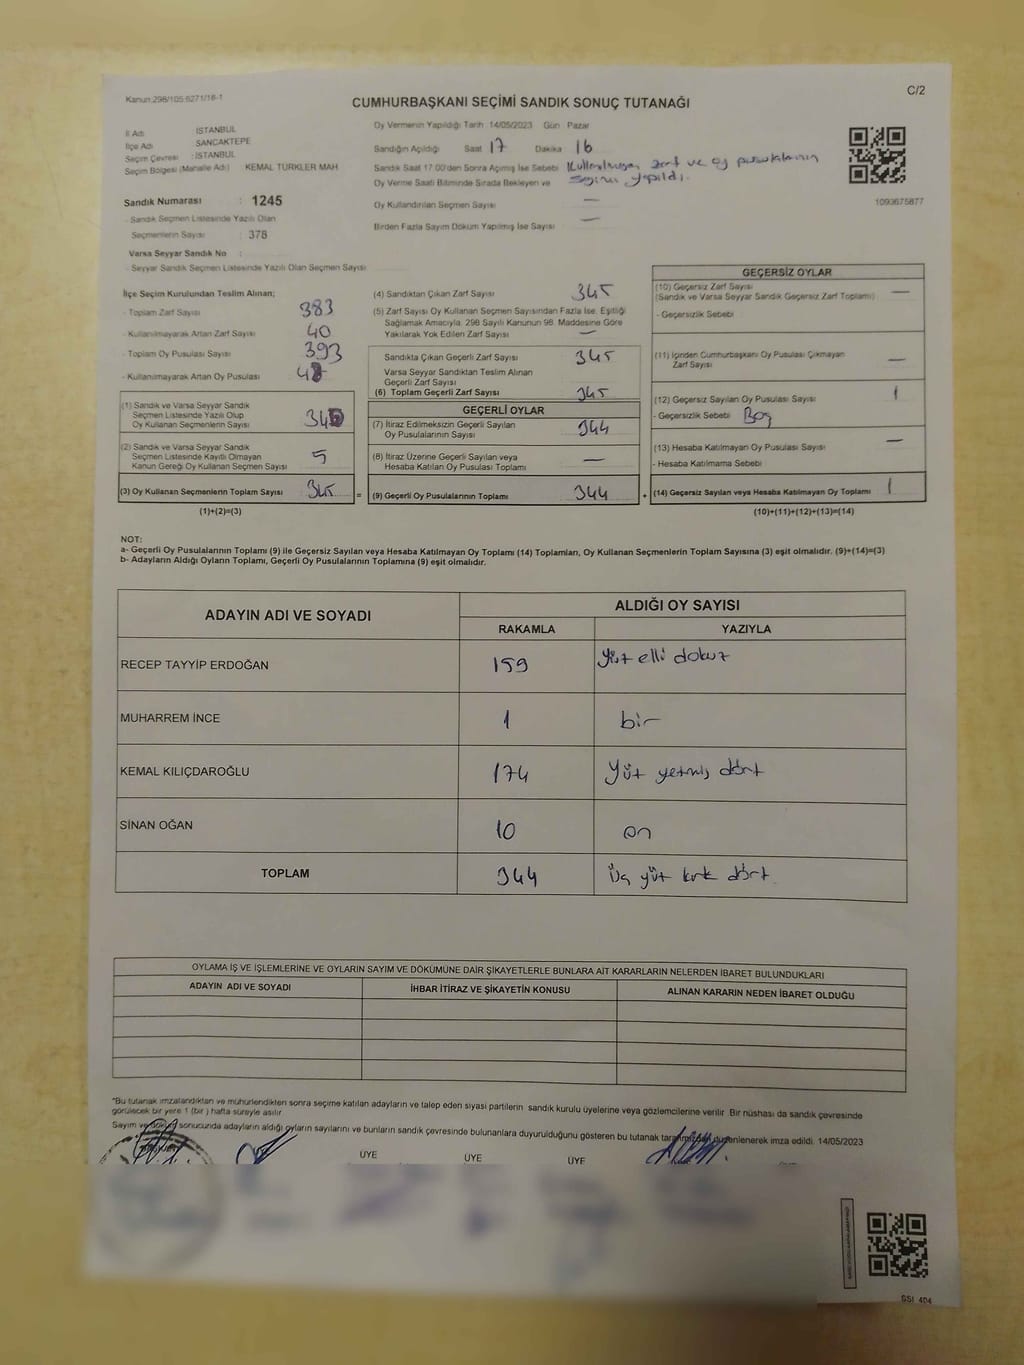 Kanun:298/105 6271/18-1
C/2
CUMHURBAŞKANI SEÇİMİ SANDIK SONUÇ TUTANAĞI
İl Adı : İSTANBUL
İlçe Adı : SANCAKTEPE
Seçim Çevresi : İSTANBUL
Seçim Bölgesi (Mahalle Adı) : KEMAL TÜRKLER MAH
Sandık Numarası : 1245
- Sandık Seçmen Listesinde Yazılı Olan
Seçmenlerin Sayısı : 378
Varsa Seyyar Sandık No :
- Seyyar Sandık Seçmen Listesinde Yazılı Olan Seçmen Sayısı
Oy Vermenin Yapıldığı Tarih 14/05/2023 Gün Pazar
Sandığın Açıldığı Saat 17 Dakika 16
Sandık Saat 17.00'den Sonra Açılmış İse Sebebi Kullanılmayan zarf ve oy pusulalarının
sayımı yapıldı.
Oy Verme Saati Bitiminde Sırada Bekleyen ve
Oy Kullandırılan Seçmen Sayısı —
Birden Fazla Sayım Döküm Yapılmış İse Sayısı —
1093675877
İlçe Seçim Kurulundan Teslim Alınan;
- Toplam Zarf Sayısı 383
- Kullanılmayarak Artan Zarf Sayısı 40
- Toplam Oy Pusulası Sayısı 393
- Kullanılmayarak Artan Oy Pusulası
(1) Sandık ve Varsa Seyyar Sandık
Seçmen Listesinde Yazılı Olup
Oy Kullanan Seçmenlerin Sayısı
(2) Sandık ve Varsa Seyyar Sandık
Seçmen Listesinde Kayıtlı Olmayan
Kanun Gereği Oy Kullanan Seçmen Sayısı 5
(3) Oy Kullanan Seçmenlerin Toplam Sayısı 345 =
(1)+(2)=(3)
(4) Sandıktan Çıkan Zarf Sayısı 345
(5) Zarf Sayısı Oy Kullanan Seçmen Sayısından Fazla İse, Eşitliği
Sağlamak Amacıyla, 298 Sayılı Kanunun 98. Maddesine Göre
Yakılarak Yok Edilen Zarf Sayısı —
Sandıkta Çıkan Geçerli Zarf Sayısı 345
Varsa Seyyar Sandıktan Teslim Alınan
Geçerli Zarf Sayısı
(6) Toplam Geçerli Zarf Sayısı 345
GEÇERLİ OYLAR
(7) İtiraz Edilmeksizin Geçerli Sayılan
Oy Pusulalarının Sayısı 344
(8) İtiraz Üzerine Geçerli Sayılan veya
Hesaba Katılan Oy Pusulası Toplamı —
(9) Geçerli Oy Pusulalarının Toplamı 344 +
GEÇERSİZ OYLAR
(10) Geçersiz Zarf Sayısı —
(Sandık ve Varsa Seyyar Sandık Geçersiz Zarf Toplamı)
- Geçersizlik Sebebi
(11) İçinden Cumhurbaşkanı Oy Pusulası Çıkmayan
Zarf Sayısı —
(12) Geçersiz Sayılan Oy Pusulası Sayısı 1
- Geçersizlik Sebebi Boş
(13) Hesaba Katılmayan Oy Pusulası Sayısı —
- Hesaba Katılmama Sebebi
(14) Geçersiz Sayılan veya Hesaba Katılmayan Oy Toplamı 1
(10)+(11)+(12)+(13)=(14)
NOT:
a- Geçerli Oy Pusulalarının Toplamı (9) ile Geçersiz Sayılan veya Hesaba Katılmayan Oy Toplamı (14) Toplamları, Oy Kullanan Seçmenlerin Toplam Sayısına (3) eşit olmalıdır. (9)+(14)=(3)
b- Adayların Aldığı Oyların Toplamı, Geçerli Oy Pusulalarının Toplamına (9) eşit olmalıdır.
ADAYIN ADI VE SOYADI
ALDIĞI OY SAYISI
RAKAMLA YAZIYLA
RECEP TAYYİP ERDOĞAN 159 yüz elli dokuz
MUHARREM İNCE 1 bir
KEMAL KILIÇDAROĞLU 174 yüz yetmiş dört
SİNAN OĞAN 10 on
TOPLAM 344 üç yüz kırk dört
OYLAMA İŞ VE İŞLEMLERİNE VE OYLARIN SAYIM VE DÖKÜMÜNE DAİR ŞİKAYETLERLE BUNLARA AİT KARARLARIN NELERDEN İBARET BULUNDUKLARI
ADAYIN ADI VE SOYADI İHBAR İTİRAZ VE ŞİKAYETİN KONUSU ALINAN KARARIN NEDEN İBARET OLDUĞU
*Bu tutanak imzalandıktan ve mühürlendikten sonra seçime katılan adayların ve talep eden siyasi partilerin sandık kurulu üyelerine veya gözlemcilerine verilir. Bir nüshası da sandık çevresinde
görülecek bir yere 1 (bir) hafta süreyle asılır.
Sayım ve döküm sonucunda adayların aldığı oyların sayılarını ve bunların sandık çevresinde bulunanlara duyurulduğunu gösteren bu tutanak tarafımızdan düzenlenerek imza edildi. 14/05/2023
ÜYE ÜYE ÜYE
SSİ 404